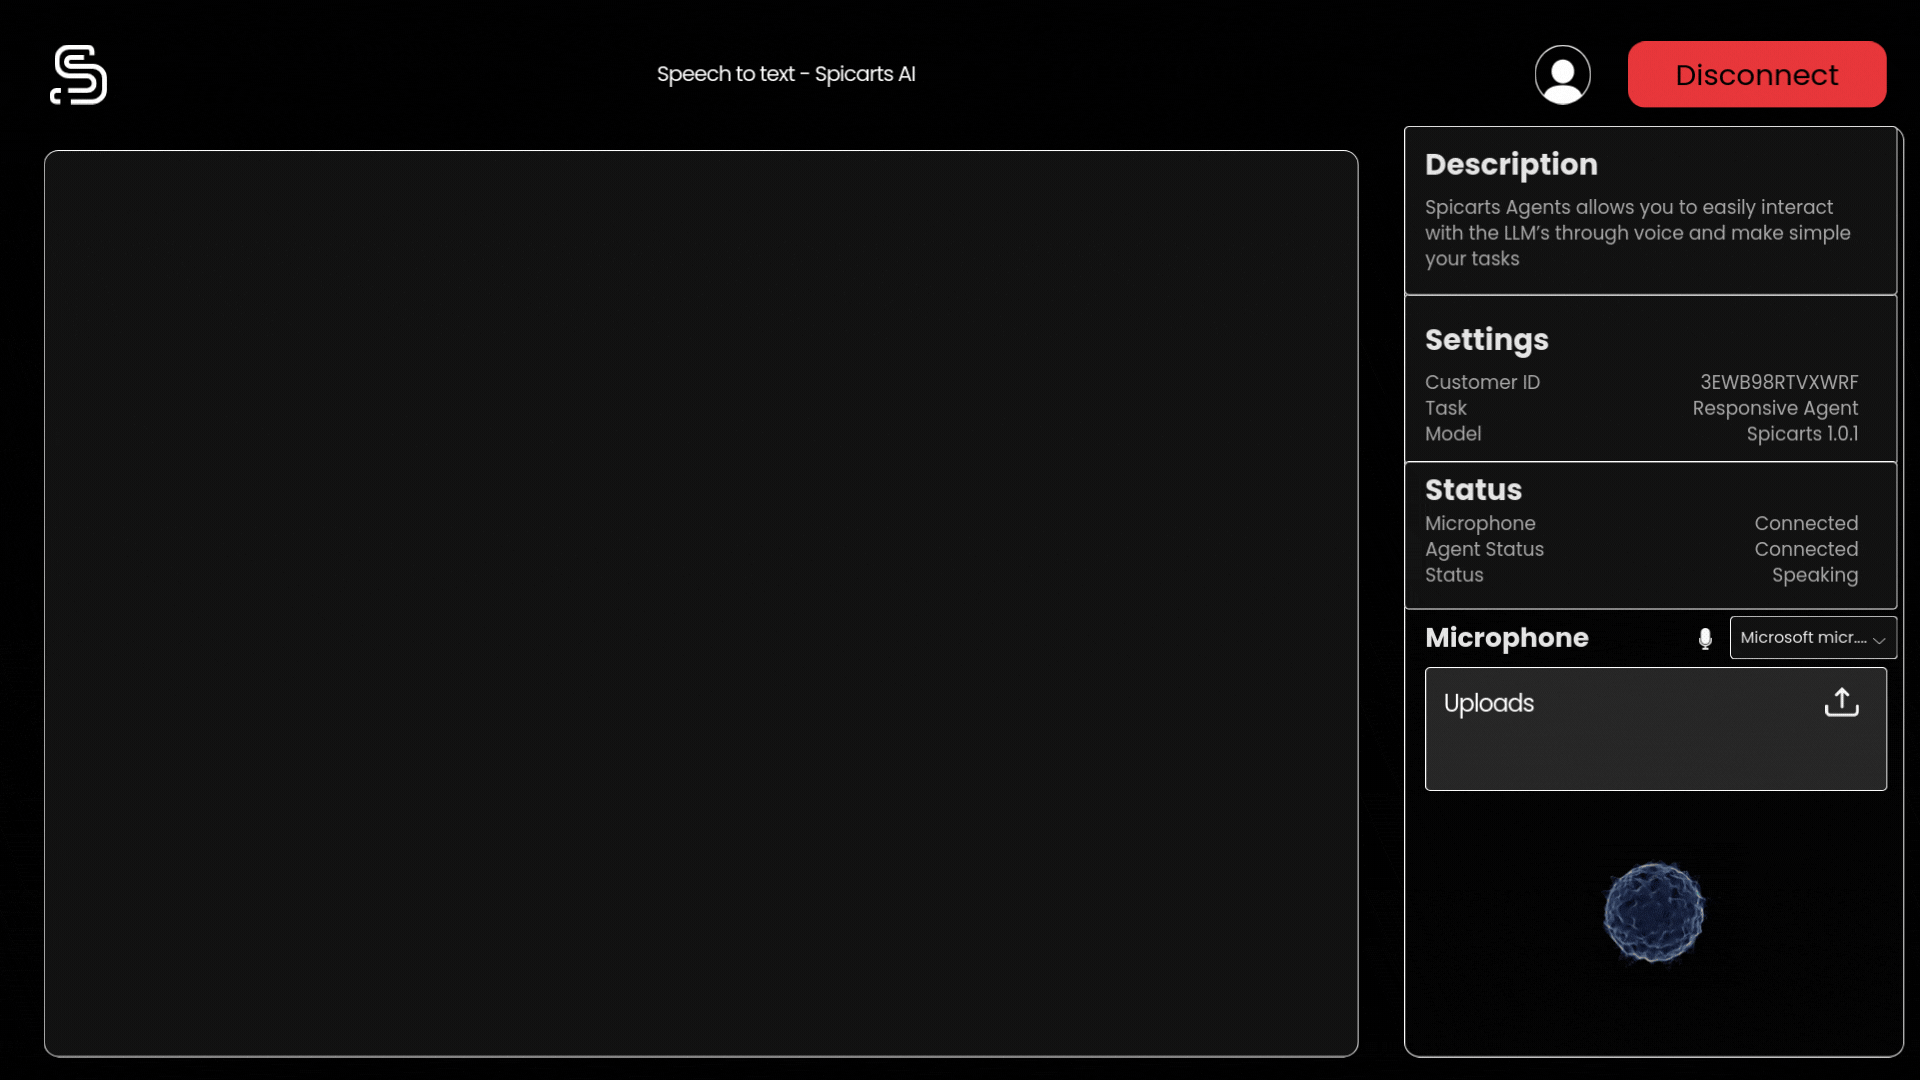 Speech to text - Spicarts AI
Disconnect
Description
Spicarts Agents allows you to easily interact
with the LLM's through voice and make simple
your tasks
Settings
Customer ID 3EWB98RTVXWRF
Task Responsive Agent
Model Spicarts 1.0.1
Status
Microphone Connected
Agent Status Connected
Status Speaking
Microphone Microsoft micr....
Uploads